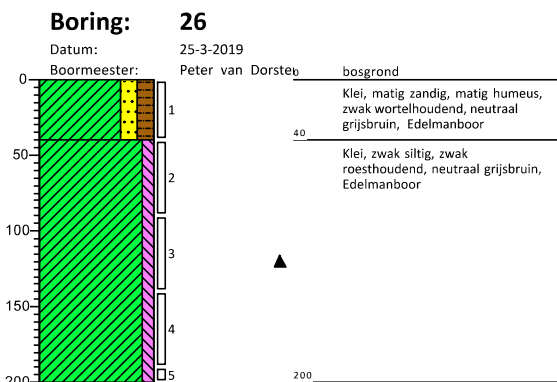 Boring: 26
Datum: 25-3-2019
Boormeester: Peter van Dorsten
0 0 bosgrond
1 Klei, matig zandig, matig humeus,
zwak wortelhoudend, neutraal
grijsbruin, Edelmanboor
40
50 Klei, zwak siltig, zwak
2 roesthoudend, neutraal grijsbruin,
Edelmanboor
100
3
150
4
200 5 200